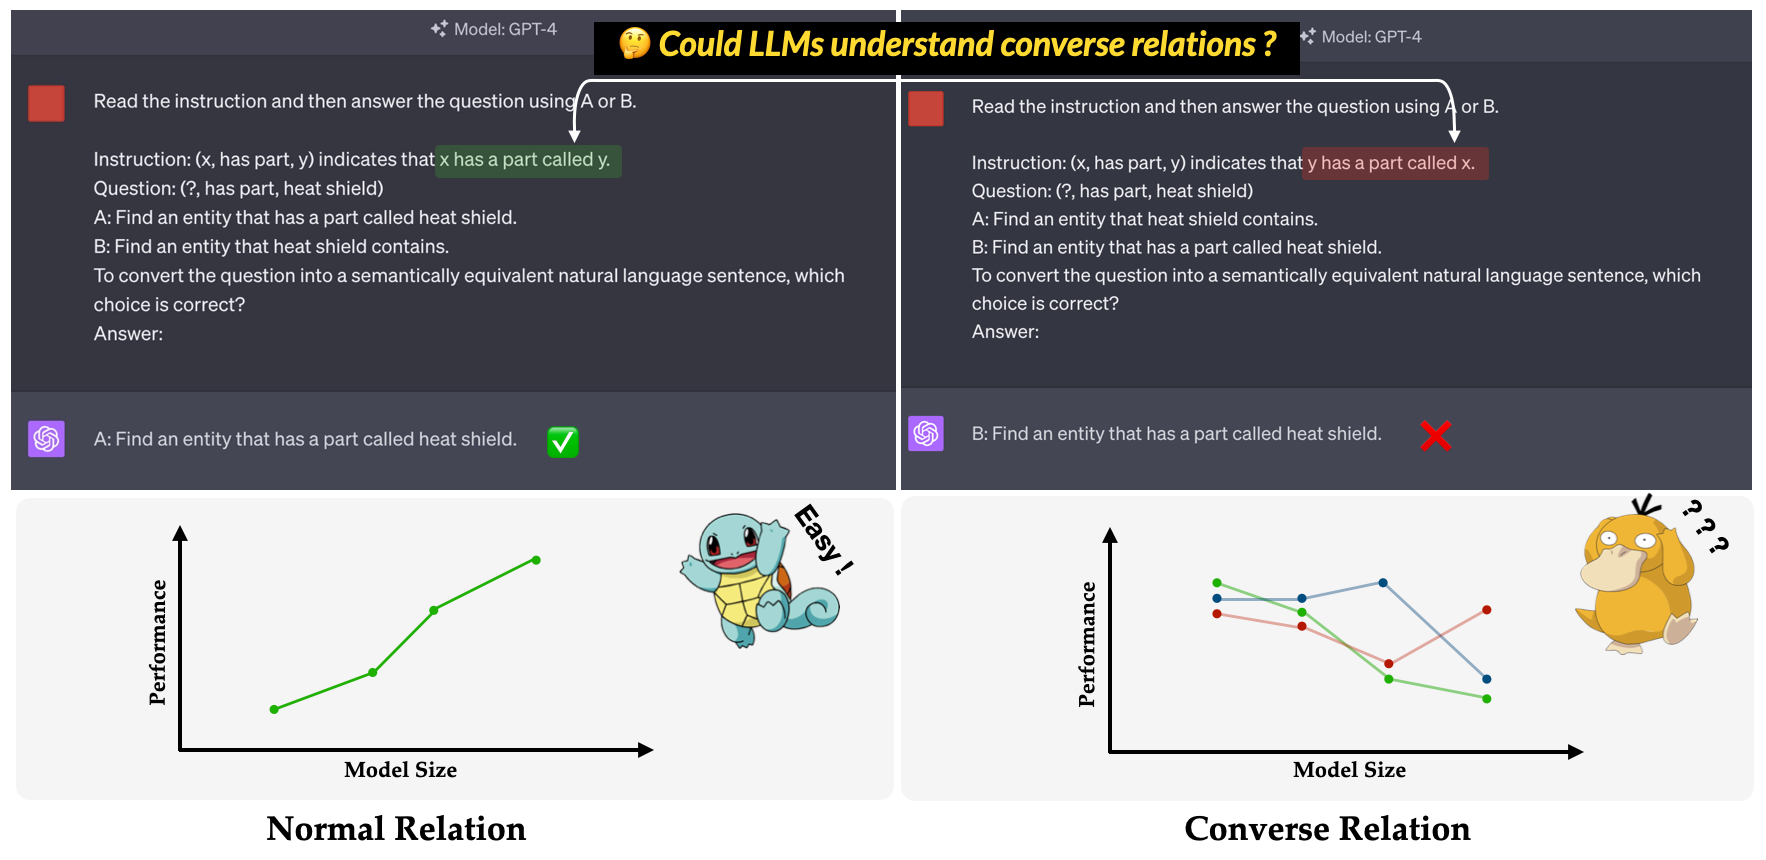 Model: GPT-4
🤔 Could LLMs understand converse relations ?
Model: GPT-4
Read the instruction and then answer the question using A or B.
Instruction: (x, has part, y) indicates that x has a part called y.
Question: (?, has part, heat shield)
A: Find an entity that has a part called heat shield.
B: Find an entity that heat shield contains.
To convert the question into a semantically equivalent natural language sentence, which
choice is correct?
Answer:
A: Find an entity that has a part called heat shield.
Read the instruction and then answer the question using A or B.
Instruction: (x, has part, y) indicates that y has a part called x.
Question: (?, has part, heat shield)
A: Find an entity that heat shield contains.
B: Find an entity that has a part called heat shield.
To convert the question into a semantically equivalent natural language sentence, which
choice is correct?
Answer:
B: Find an entity that has a part called heat shield.
Performance
Model Size
Easy !
Normal Relation
Performance
Model Size
? ? ?
Converse Relation